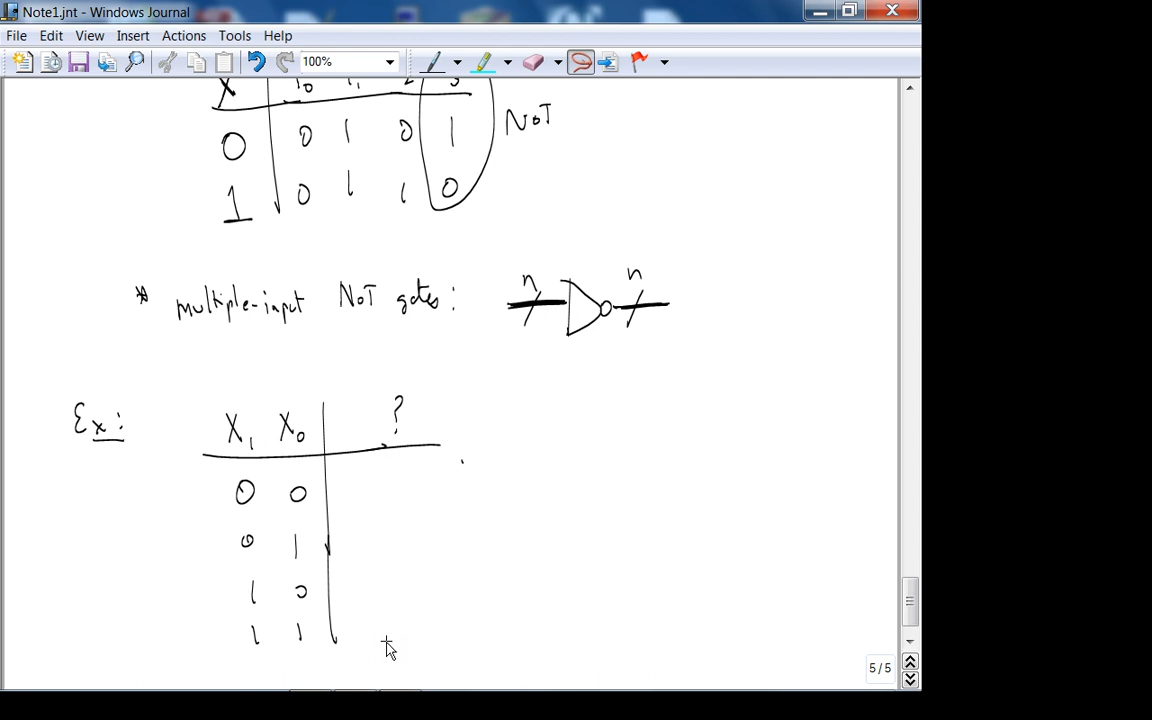 Note1.jnt - Windows Journal
File Edit View Insert Actions Tools Help
100%
X
0 0 1 0 1 NOT
1 0 1 1 0
* multiple-input NOT gates: n n
Ex: X1 X0 ?
0 0
0 1
1 0
1 1
5/5